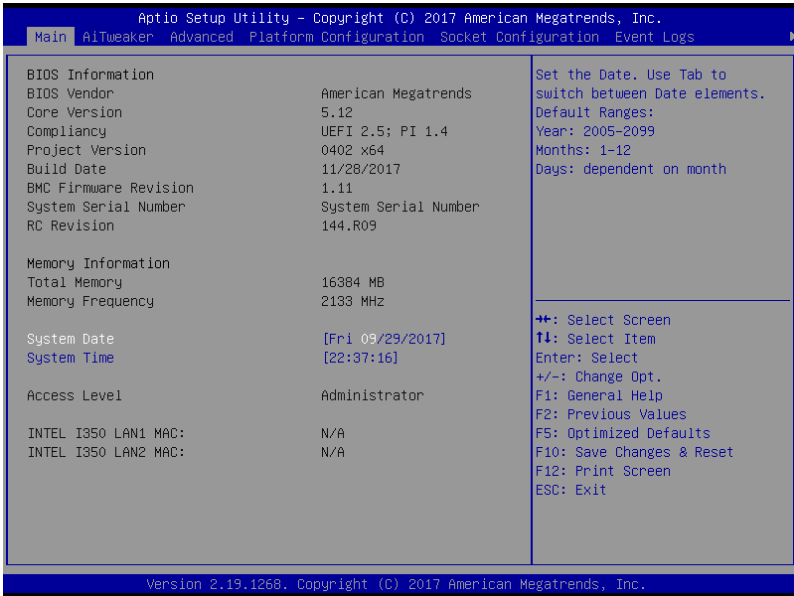 Aptio Setup Utility – Copyright (C) 2017 American Megatrends, Inc.
Main AiTweaker Advanced Platform Configuration Socket Configuration Event Logs
BIOS Information
BIOS Vendor American Megatrends
Core Version 5.12
Compliancy UEFI 2.5; PI 1.4
Project Version 0402 x64
Build Date 11/28/2017
BMC Firmware Revision 1.11
System Serial Number System Serial Number
RC Revision 144.R09
Memory Information
Total Memory 16384 MB
Memory Frequency 2133 MHz
System Date [Fri 09/29/2017]
System Time [22:37:16]
Access Level Administrator
INTEL I350 LAN1 MAC: N/A
INTEL I350 LAN2 MAC: N/A
Set the Date. Use Tab to
switch between Date elements.
Default Ranges:
Year: 2005-2099
Months: 1-12
Days: dependent on month
→←: Select Screen
↑↓: Select Item
Enter: Select
+/-: Change Opt.
F1: General Help
F2: Previous Values
F5: Optimized Defaults
F10: Save Changes & Reset
F12: Print Screen
ESC: Exit
Version 2.19.1268. Copyright (C) 2017 American Megatrends, Inc.